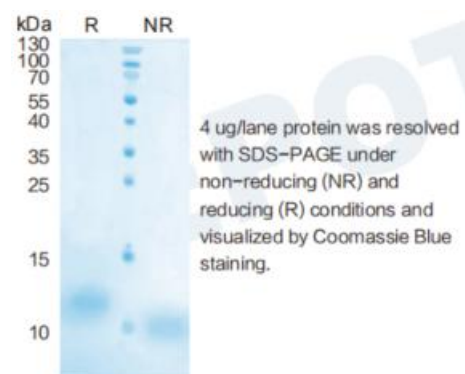 kDa R NR
130
100
70
55
40
35
25
15
10
4 ug/lane protein was resolved
with SDS-PAGE under
non-reducing (NR) and
reducing (R) conditions and
visualized by Coomassie Blue
staining.